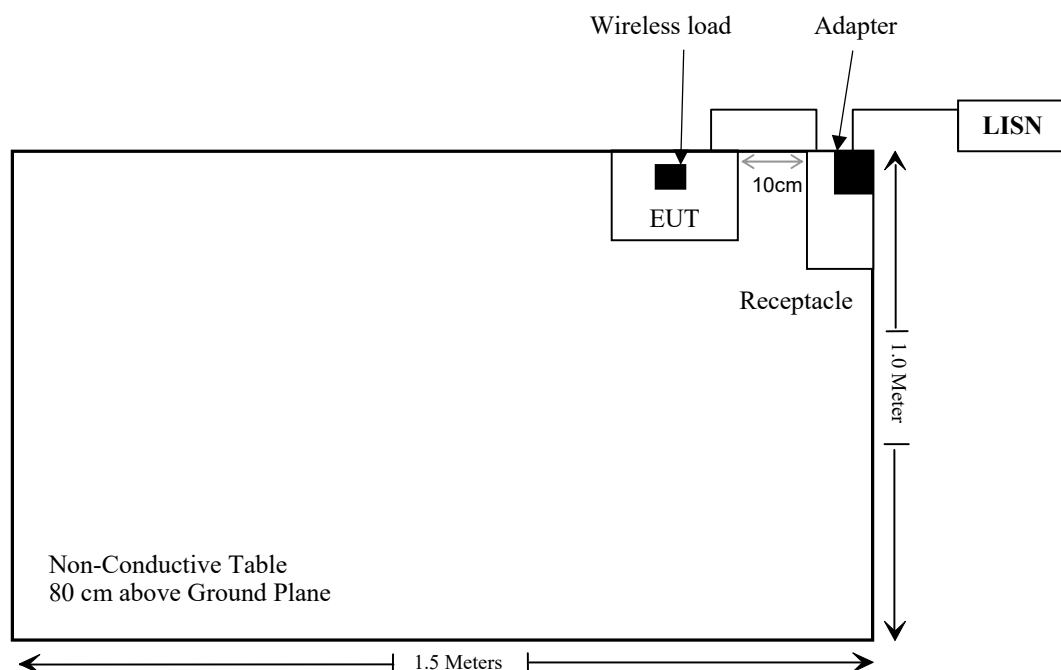 Wireless load
Adapter
LISN
10cm
EUT
Receptacle
1.0 Meter
Non-Conductive Table
80 cm above Ground Plane
1.5 Meters